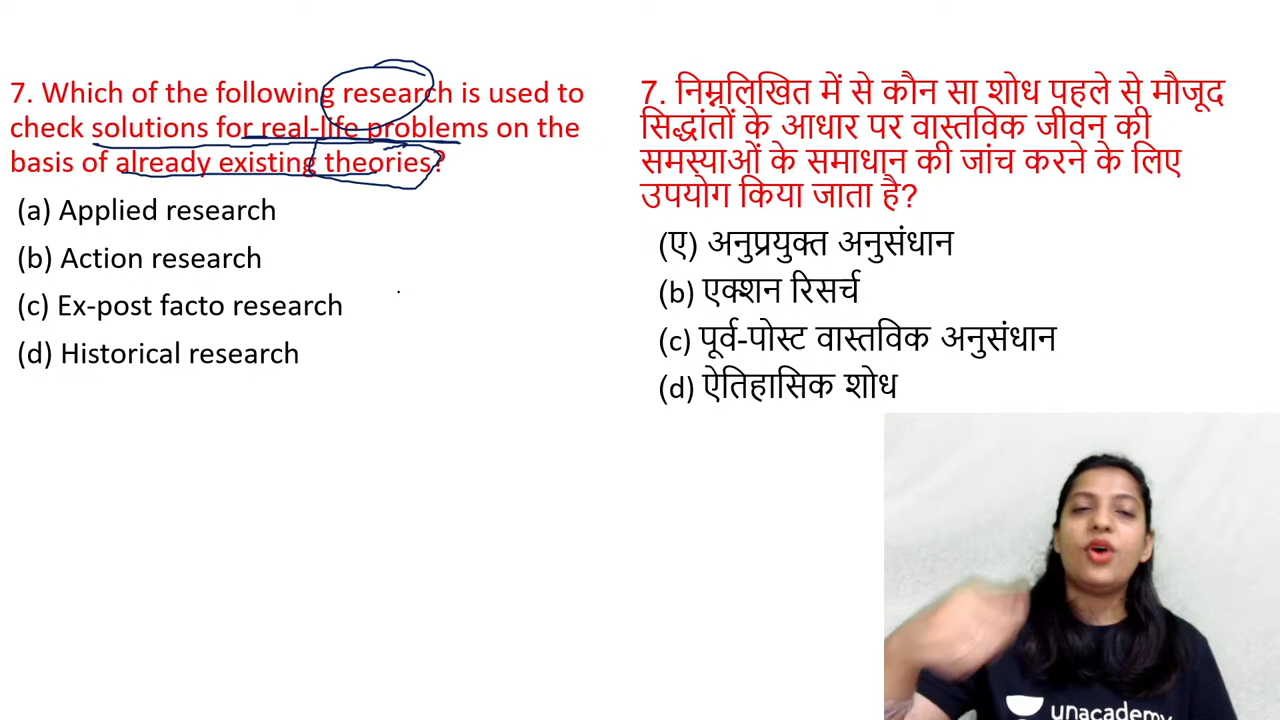 7. Which of the following research is used to
check solutions for real-life problems on the
basis of already existing theories?
(a) Applied research
(b) Action research
(c) Ex-post facto research
(d) Historical research
7. निम्नलिखित में से कौन सा शोध पहले से मौजूद
सिद्धांतों के आधार पर वास्तविक जीवन की
समस्याओं के समाधान की जांच करने के लिए
उपयोग किया जाता है?
(ए) अनुप्रयुक्त अनुसंधान
(b) एक्शन रिसर्च
(c) पूर्व-पोस्ट वास्तविक अनुसंधान
(d) ऐतिहासिक शोध
unacademy